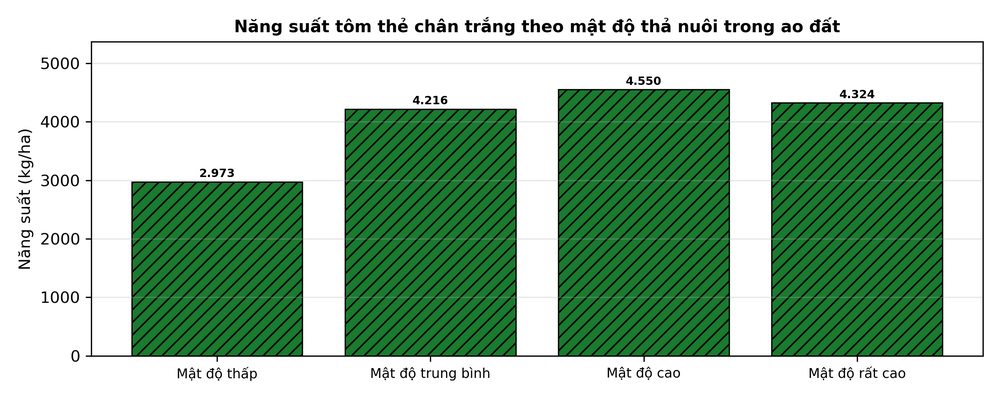 Năng suất tôm thẻ chân trắng theo mật độ thả nuôi trong ao đất
Năng suất (kg/ha)
5000
4000
3000
2000
1000
0
2.973
4.216
4.550
4.324
Mật độ thấp
Mật độ trung bình
Mật độ cao
Mật độ rất cao